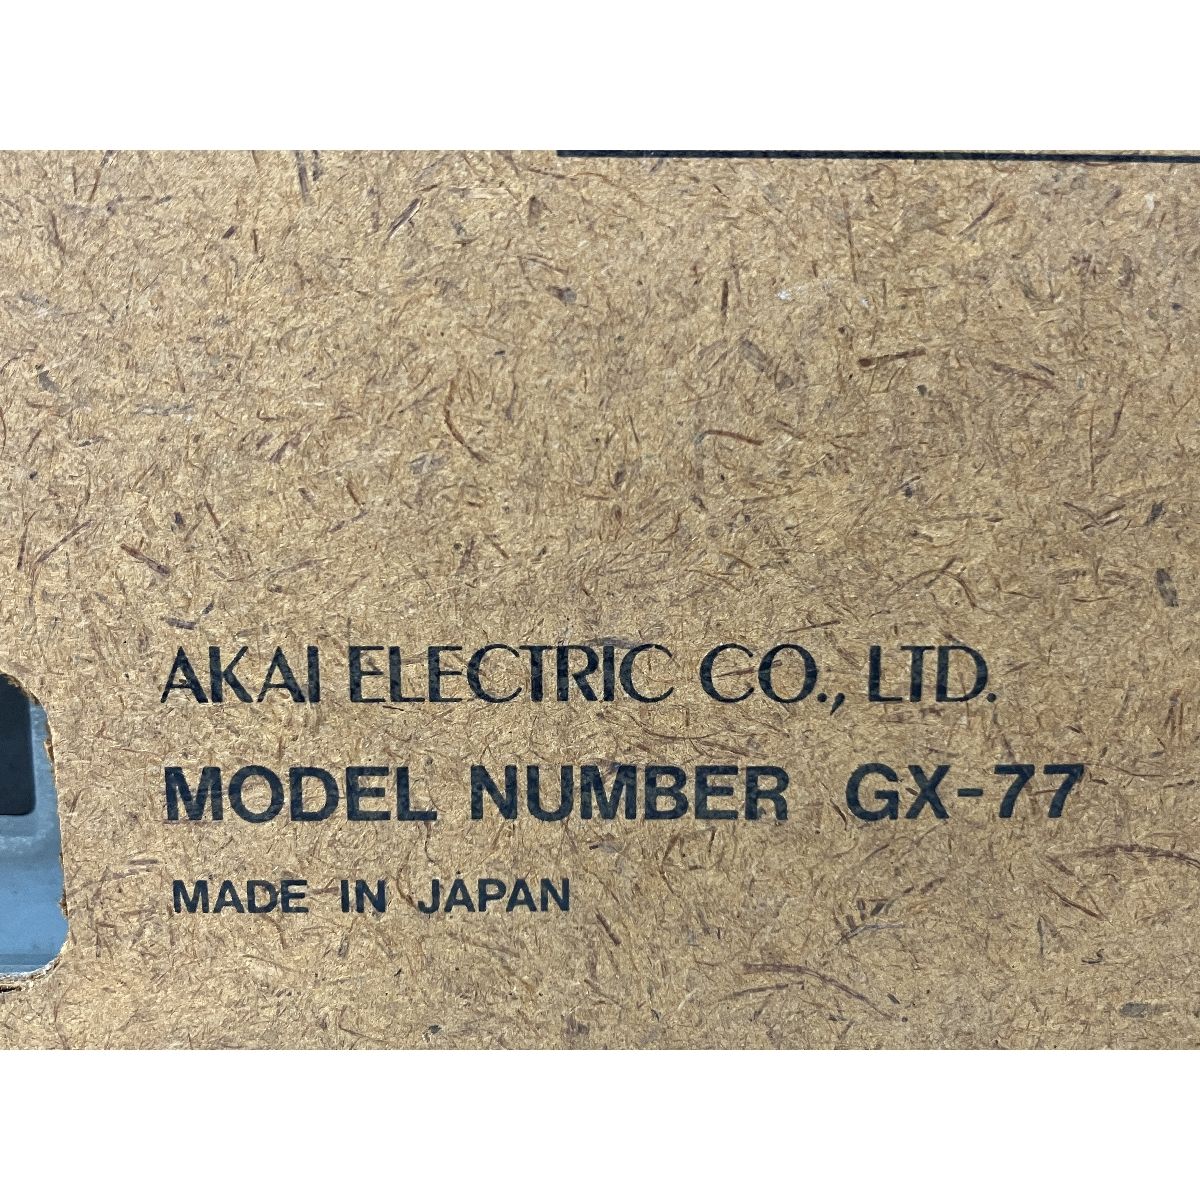 AKAI ELECTRIC CO., LTD.
MODEL NUMBER GX-77
MADE IN JAPAN